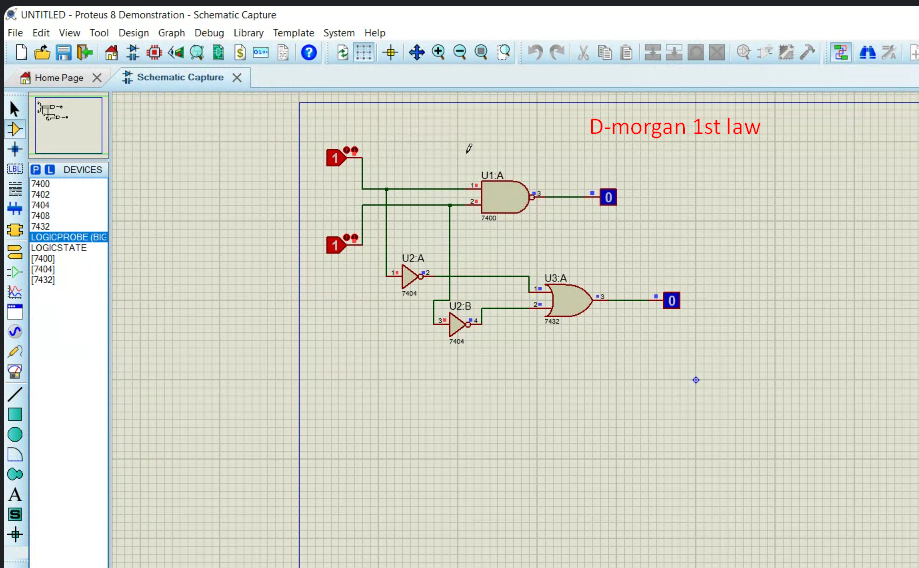 UNTITLED - Proteus 8 Demonstration - Schematic Capture
File Edit View Tool Design Graph Debug Library Template System Help
Home Page Schematic Capture
D-morgan 1st law
P L DEVICES
7400
7402
7404
7408
7432
LOGICPROBE (BIG
LOGICSTATE
[7400]
[7404]
[7432]
LBL
A
S
$
?
1
U1:A
1
2
3
7400
0
1
U2:A
1
2
7404
U3:A
1
2
3
7432
0
U2:B
3
4
7404